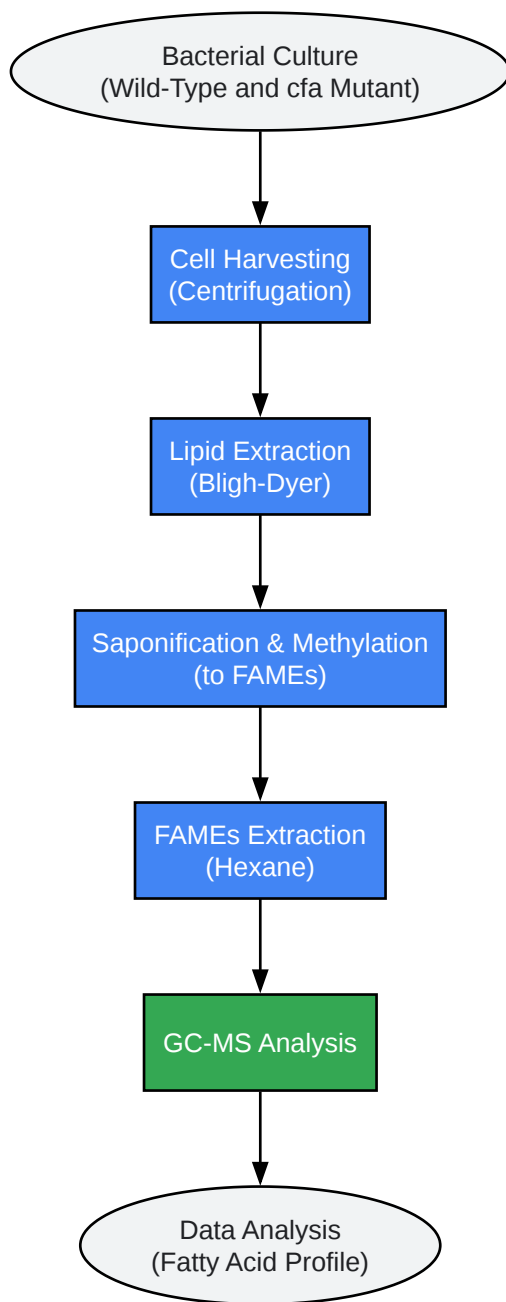 Bacterial Culture
(Wild-Type and cfa Mutant)
Cell Harvesting
(Centrifugation)
Lipid Extraction
(Bligh-Dyer)
Saponification & Methylation
(to FAMEs)
FAMEs Extraction
(Hexane)
GC-MS Analysis
Data Analysis
(Fatty Acid Profile)